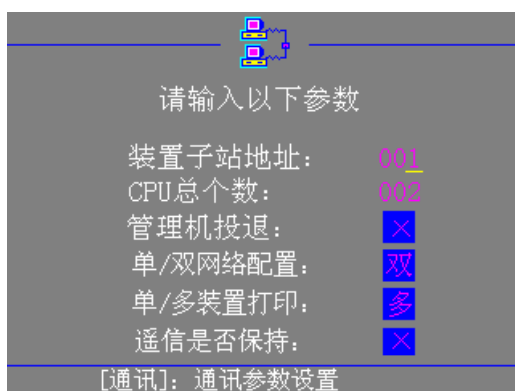 请输入以下参数
装置子站地址： 001
CPU总个数： 002
管理机投退： ×
单/双网络配置： 双
单/多装置打印： 多
遥信是否保持： ×
[通讯]：通讯参数设置